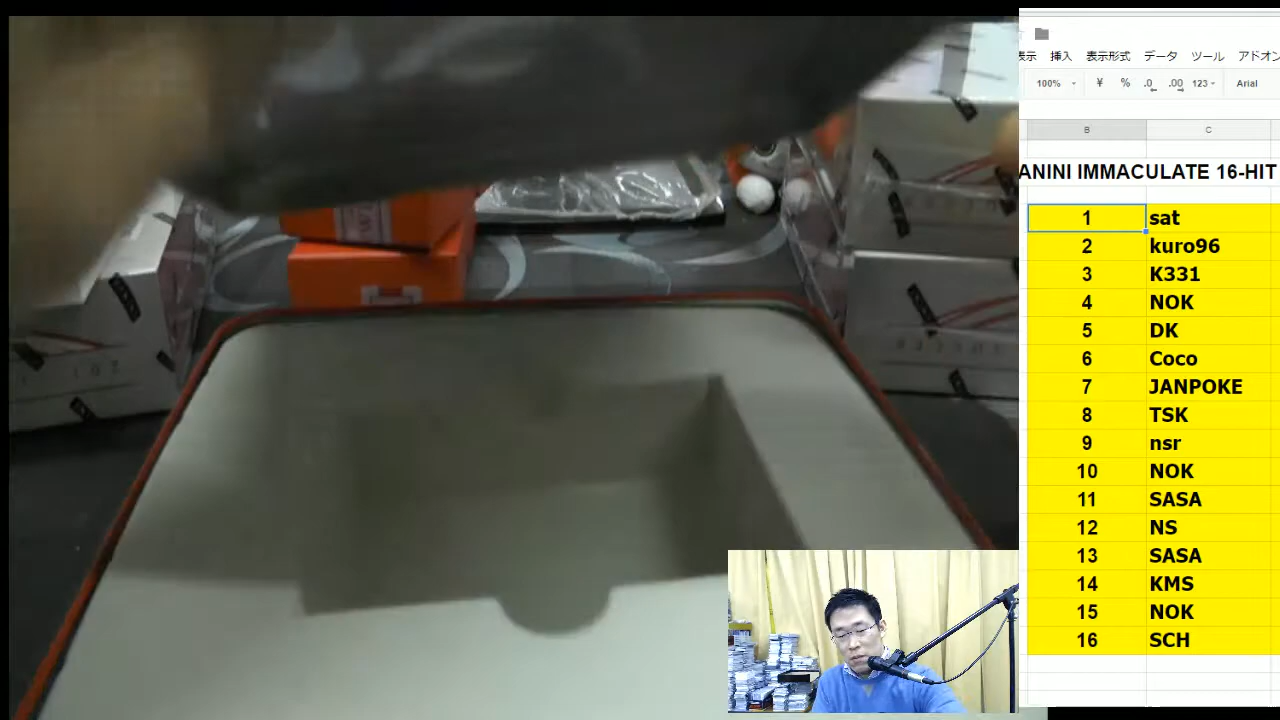 表示 挿入 表示形式 データ ツール アドオン
100% ¥ % .0 .00 123 Arial
B C
ANINI IMMACULATE 16-HIT
1 sat
2 kuro96
3 K331
4 NOK
5 DK
6 Coco
7 JANPOKE
8 TSK
9 nsr
10 NOK
11 SASA
12 NS
13 SASA
14 KMS
15 NOK
16 SCH